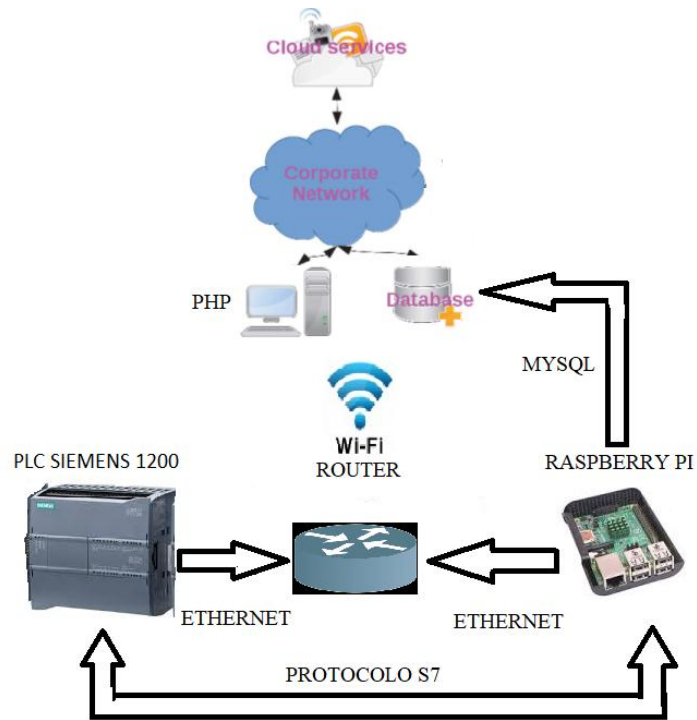 Cloud services
Corporate
Network
PHP
Database
MYSQL
Wi-Fi
ROUTER
PLC SIEMENS 1200
RASPBERRY PI
SIEMENS
ETHERNET
ETHERNET
PROTOCOLO S7